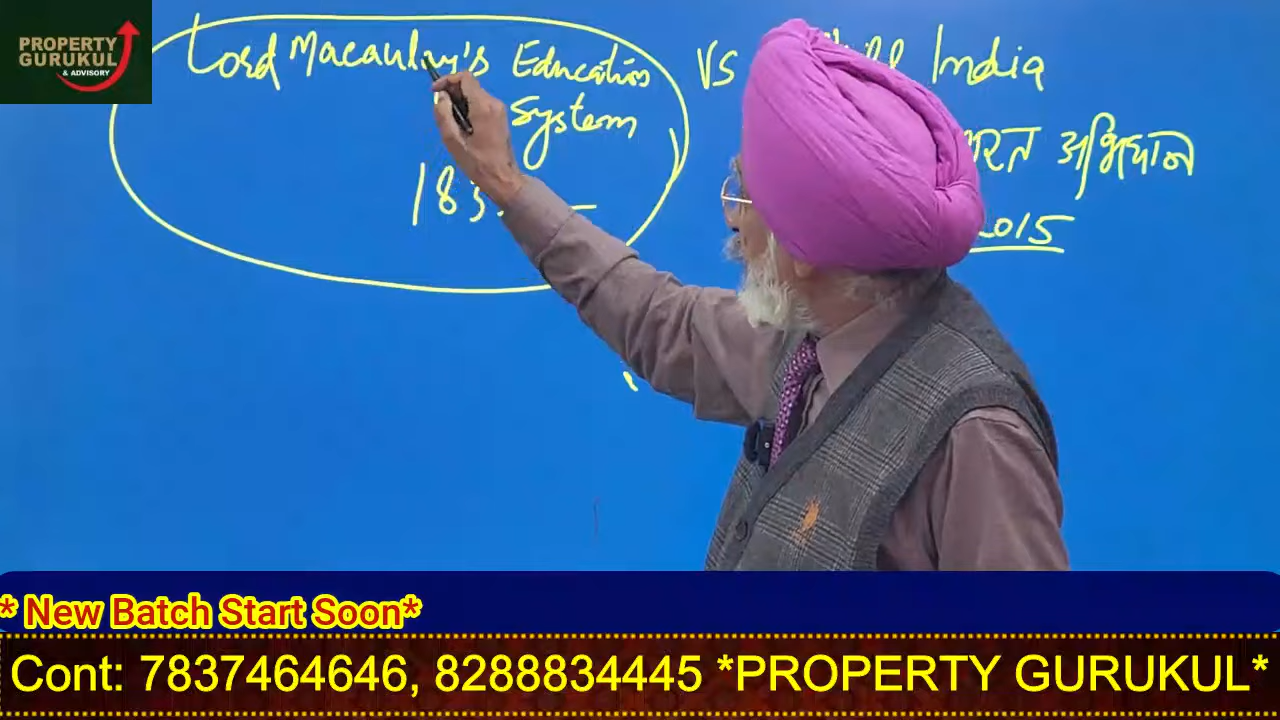 PROPERTY
GURUKUL
& ADVISORY
Lord Macaulay's Education VS India
System
अभियान
2015
* New Batch Start Soon*
Cont: 7837464646, 8288834445 *PROPERTY GURUKUL*